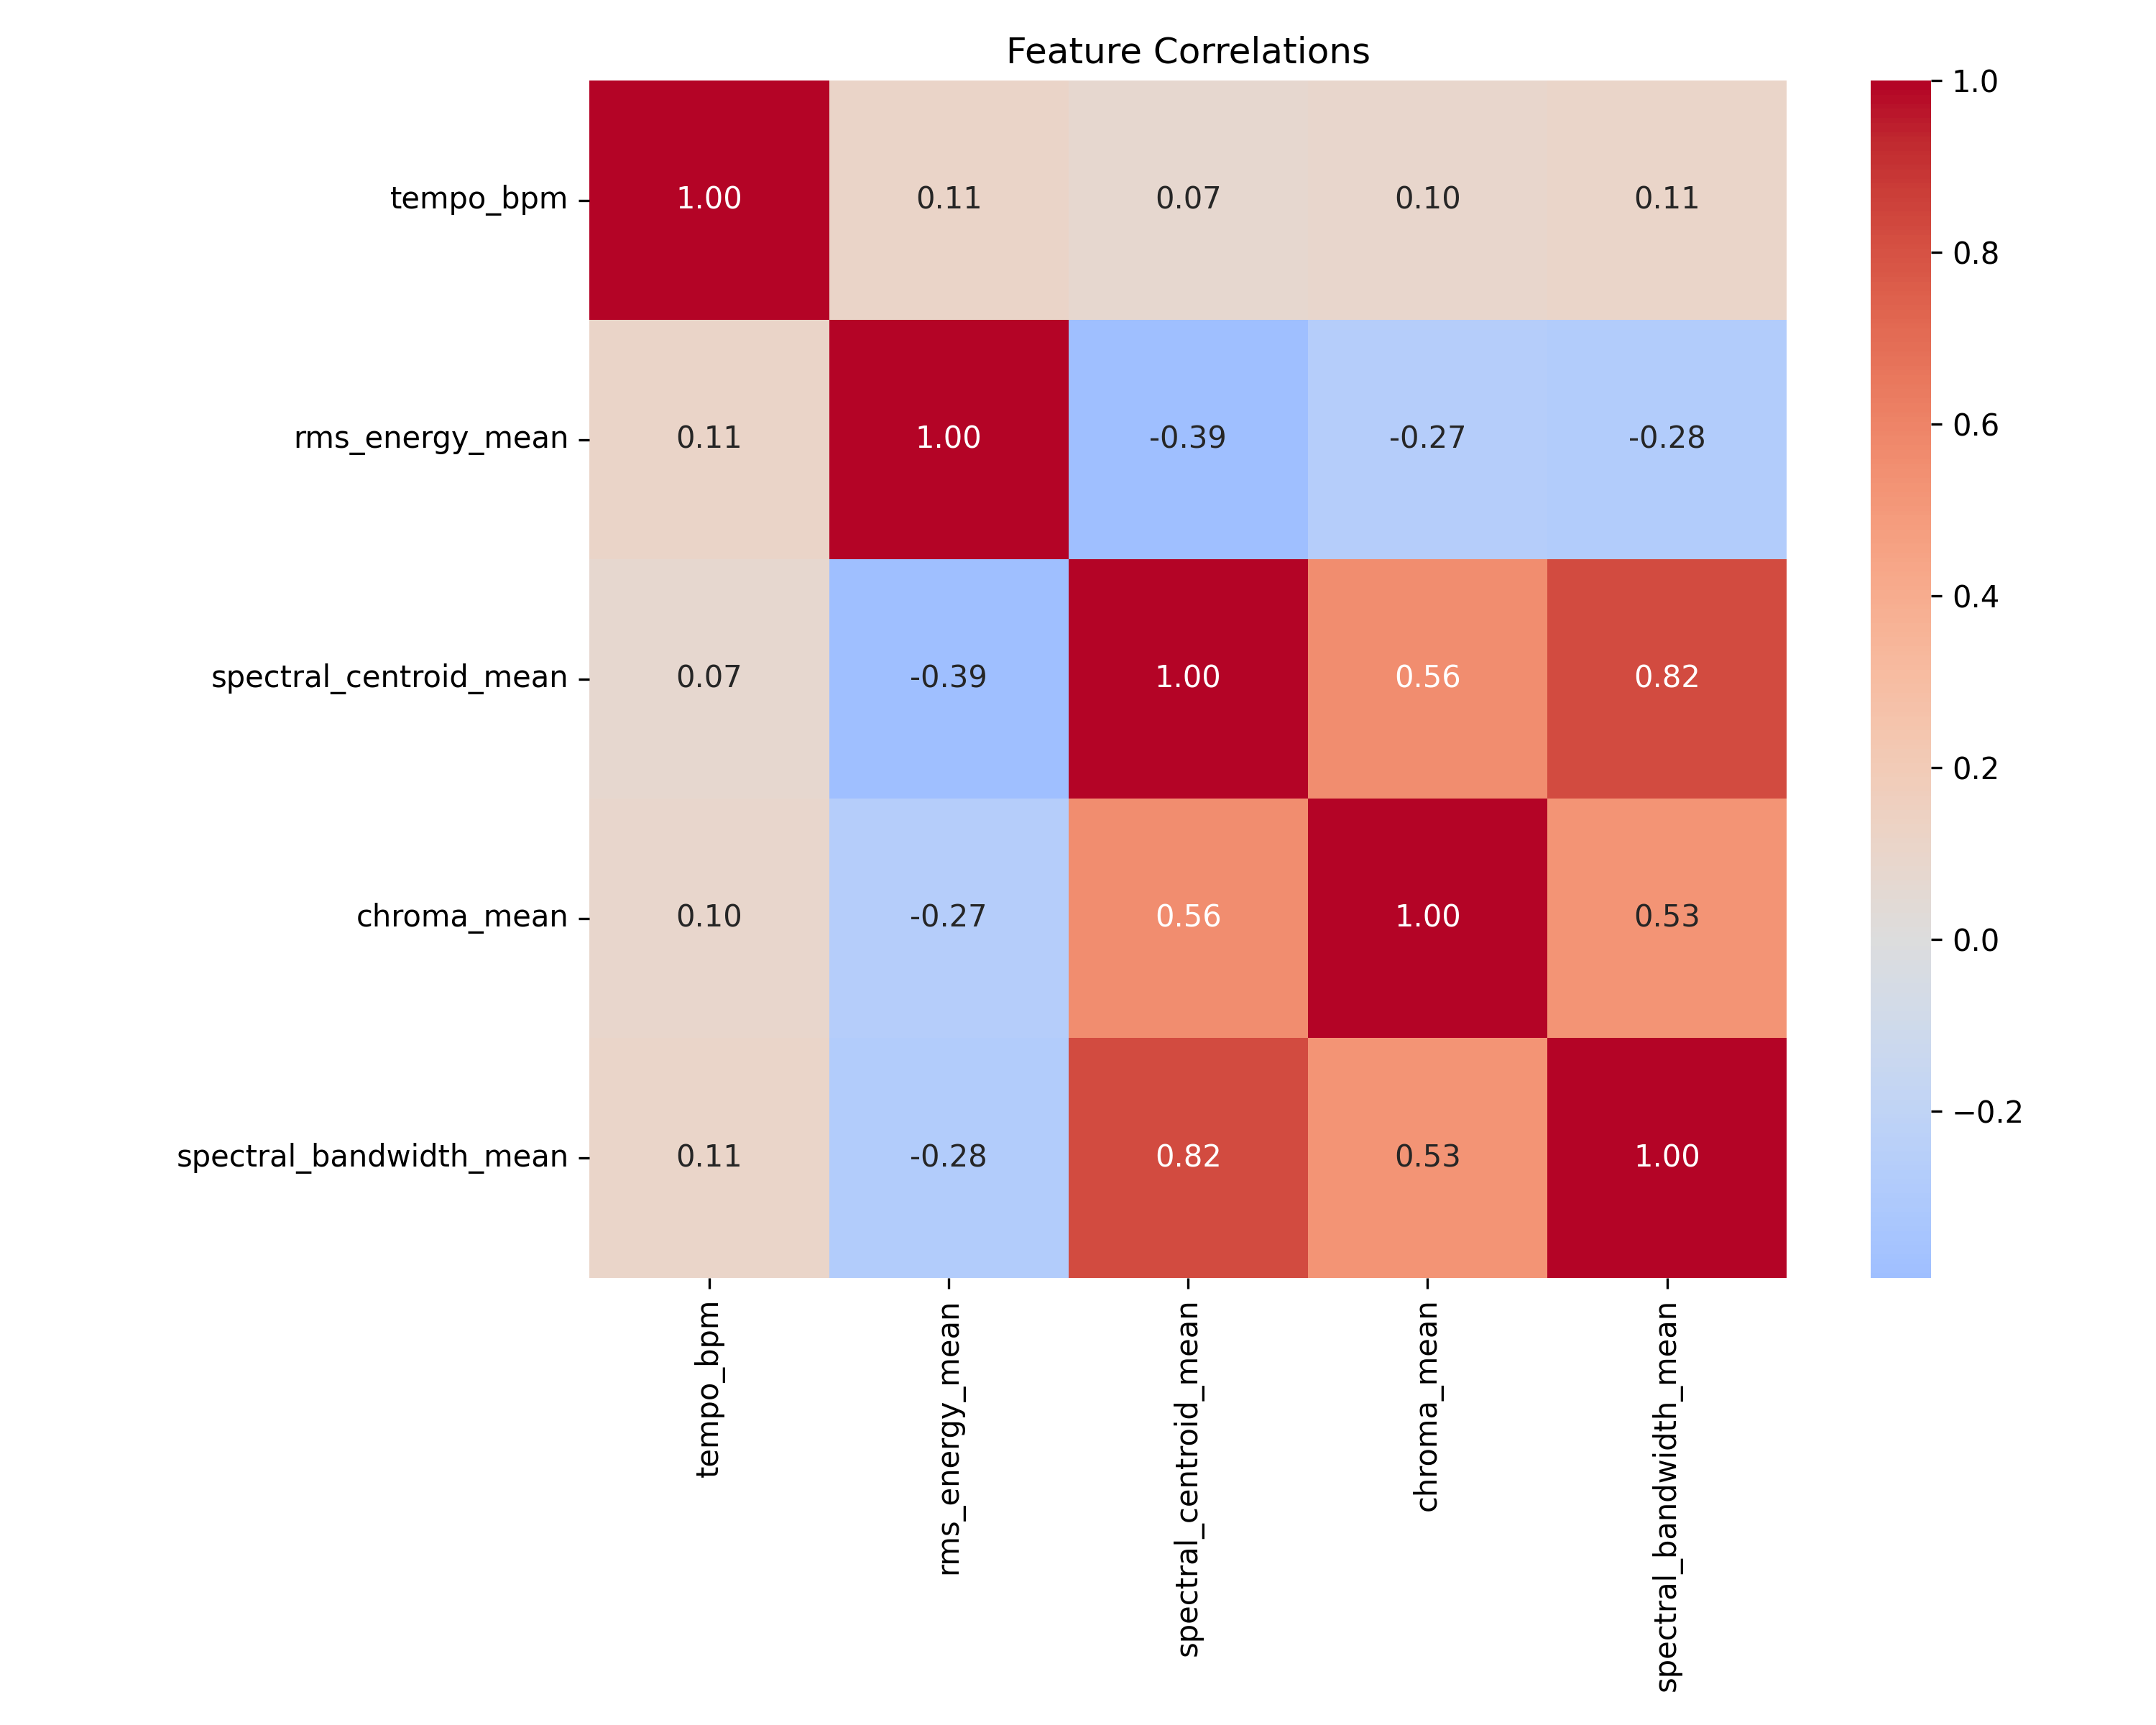 Feature Correlations
tempo_bpm 1.00 0.11 0.07 0.10 0.11
rms_energy_mean 0.11 1.00 -0.39 -0.27 -0.28
spectral_centroid_mean 0.07 -0.39 1.00 0.56 0.82
chroma_mean 0.10 -0.27 0.56 1.00 0.53
spectral_bandwidth_mean 0.11 -0.28 0.82 0.53 1.00
tempo_bpm
rms_energy_mean
spectral_centroid_mean
chroma_mean
spectral_bandwidth_mean
1.0
0.8
0.6
0.4
0.2
0.0
−0.2